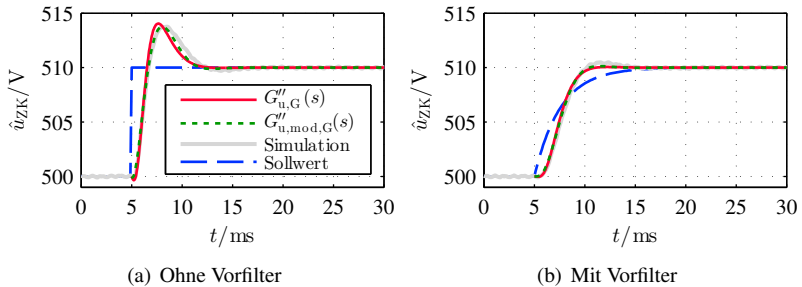 515
510
505
500
û_ZK/V
0 5 10 15 20 25 30
t/ms
G″_u,G(s)
G″_u,mod,G(s)
Simulation
Sollwert
(a) Ohne Vorfilter
515
510
505
500
û_ZK/V
0 5 10 15 20 25 30
t/ms
(b) Mit Vorfilter